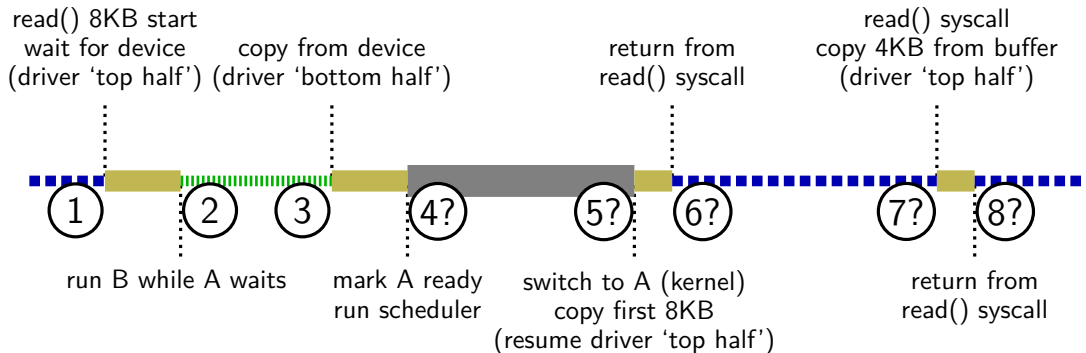 read() 8KB start
wait for device
(driver ‘top half’)
copy from device
(driver ‘bottom half’)
return from
read() syscall
read() syscall
copy 4KB from buffer
(driver ‘top half’)
1
2
3
4?
5?
6?
7?
8?
run B while A waits
mark A ready
run scheduler
switch to A (kernel)
copy first 8KB
(resume driver ‘top half’)
return from
read() syscall